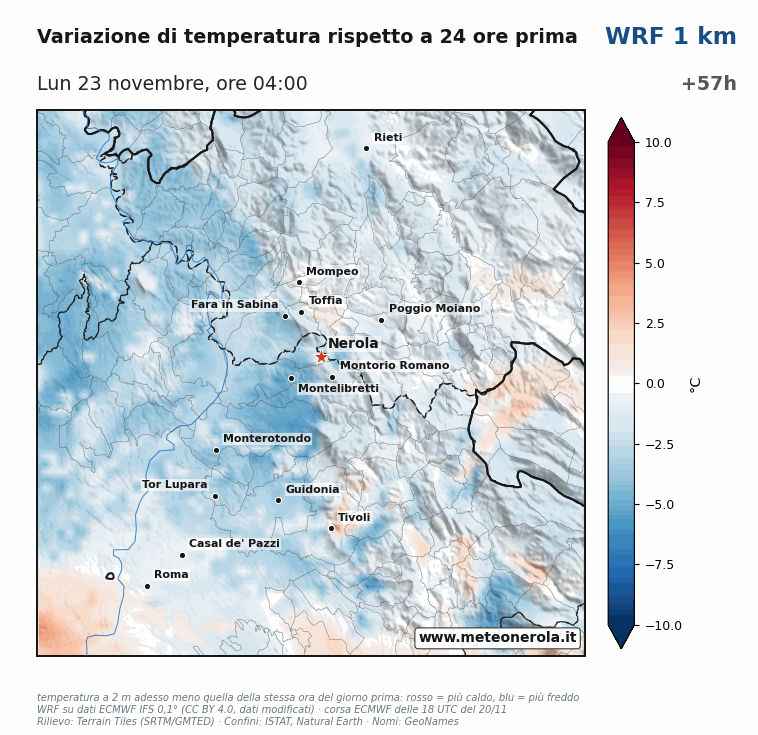 Variazione di temperatura rispetto a 24 ore prima
WRF 1 km
Lun 23 novembre, ore 04:00
+57h
Rieti
Mompeo
Toffia
Fara in Sabina
Poggio Moiano
Nerola
Montorio Romano
Montelibretti
Monterotondo
Tor Lupara
Guidonia
Tivoli
Casal de' Pazzi
Roma
www.meteonerola.it
10.0
7.5
5.0
2.5
0.0
−2.5
−5.0
−7.5
−10.0
°C
temperatura a 2 m adesso meno quella della stessa ora del giorno prima: rosso = più caldo, blu = più freddo
WRF su dati ECMWF IFS 0,1° (CC BY 4.0, dati modificati) · corsa ECMWF delle 18 UTC del 20/11
Rilievo: Terrain Tiles (SRTM/GMTED) · Confini: ISTAT, Natural Earth · Nomi: GeoNames